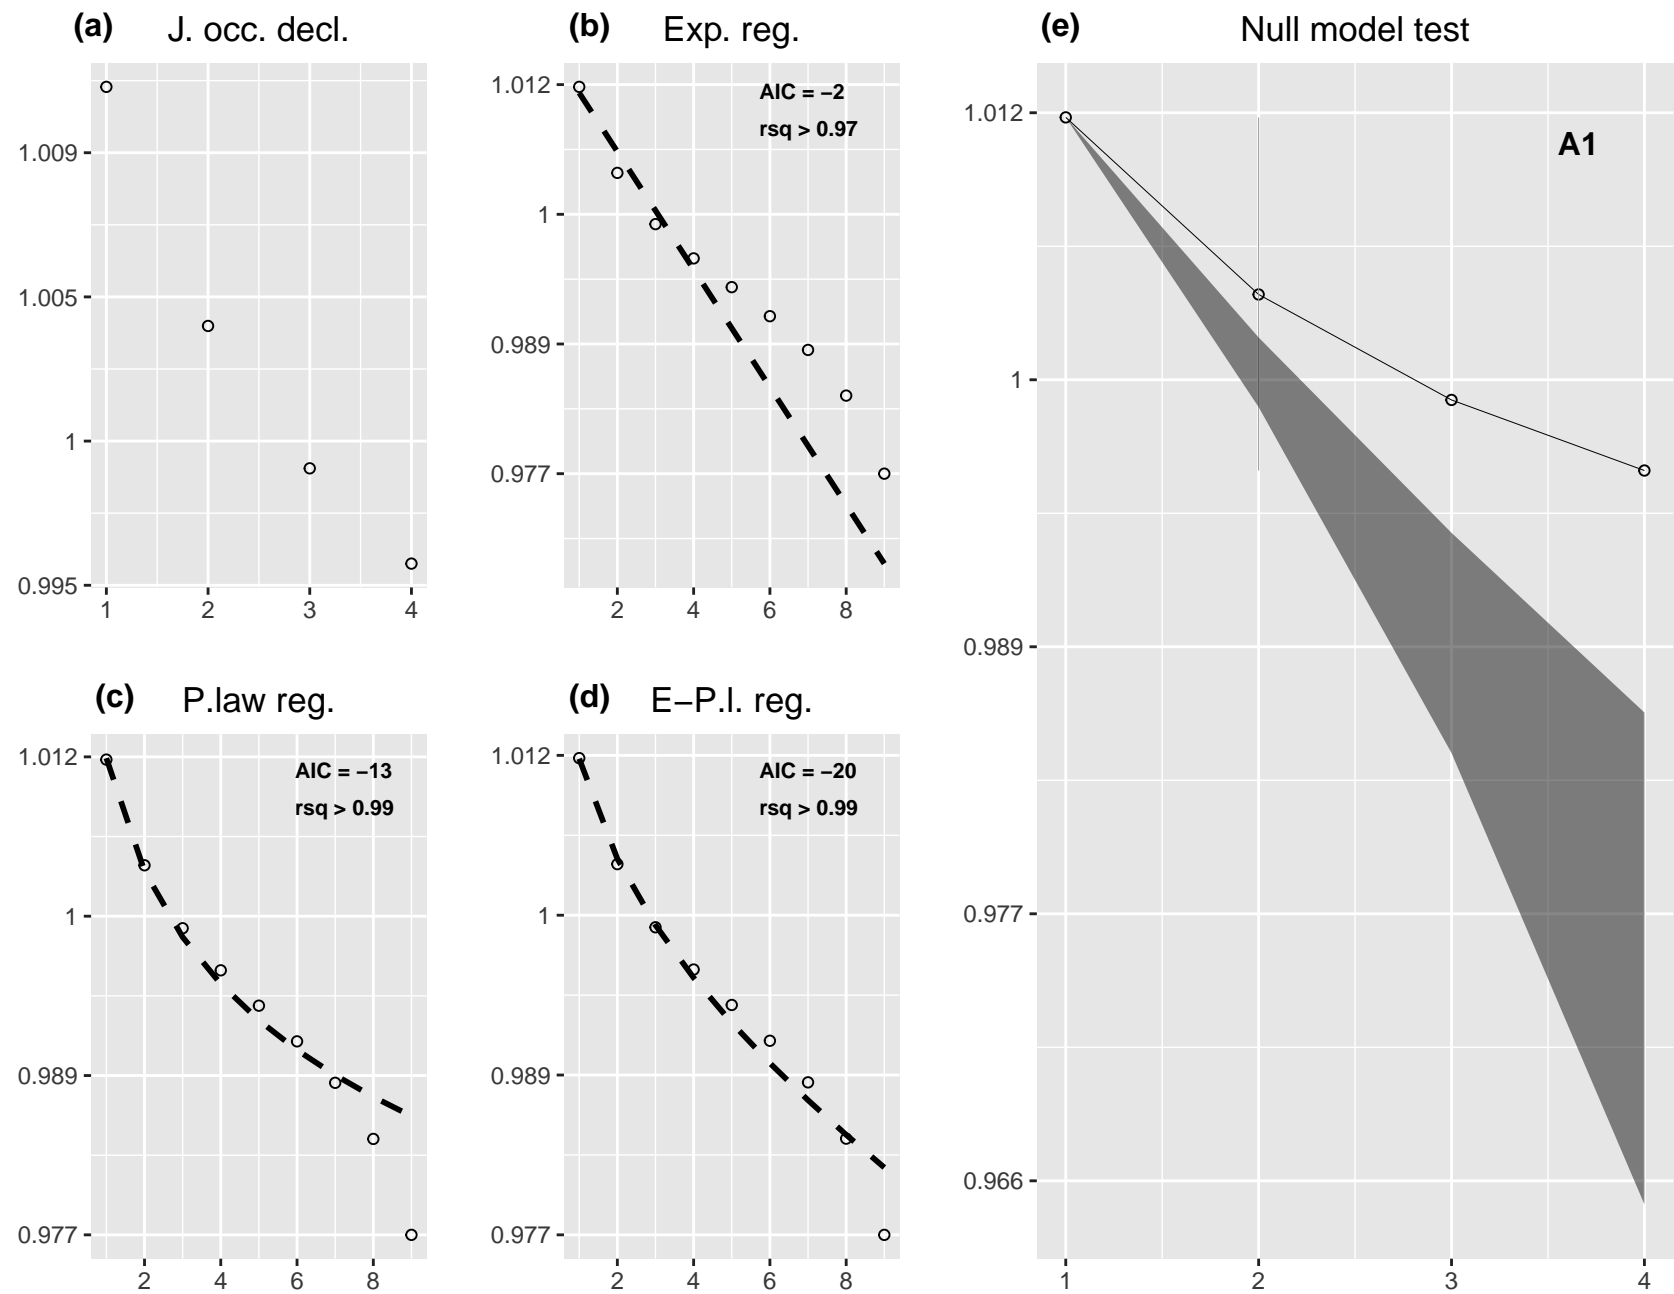 (a) J. occ. decl.
1.009
1.005
1
0.995
1 2 3 4
(b) Exp. reg.
AIC = −2
rsq > 0.97
1.012
1
0.989
0.977
2 4 6 8
(c) P.law reg.
AIC = −13
rsq > 0.99
1.012
1
0.989
0.977
2 4 6 8
(d) E−P.l. reg.
AIC = −20
rsq > 0.99
1.012
1
0.989
0.977
2 4 6 8
(e) Null model test
A1
1.012
1
0.989
0.977
0.966
1 2 3 4